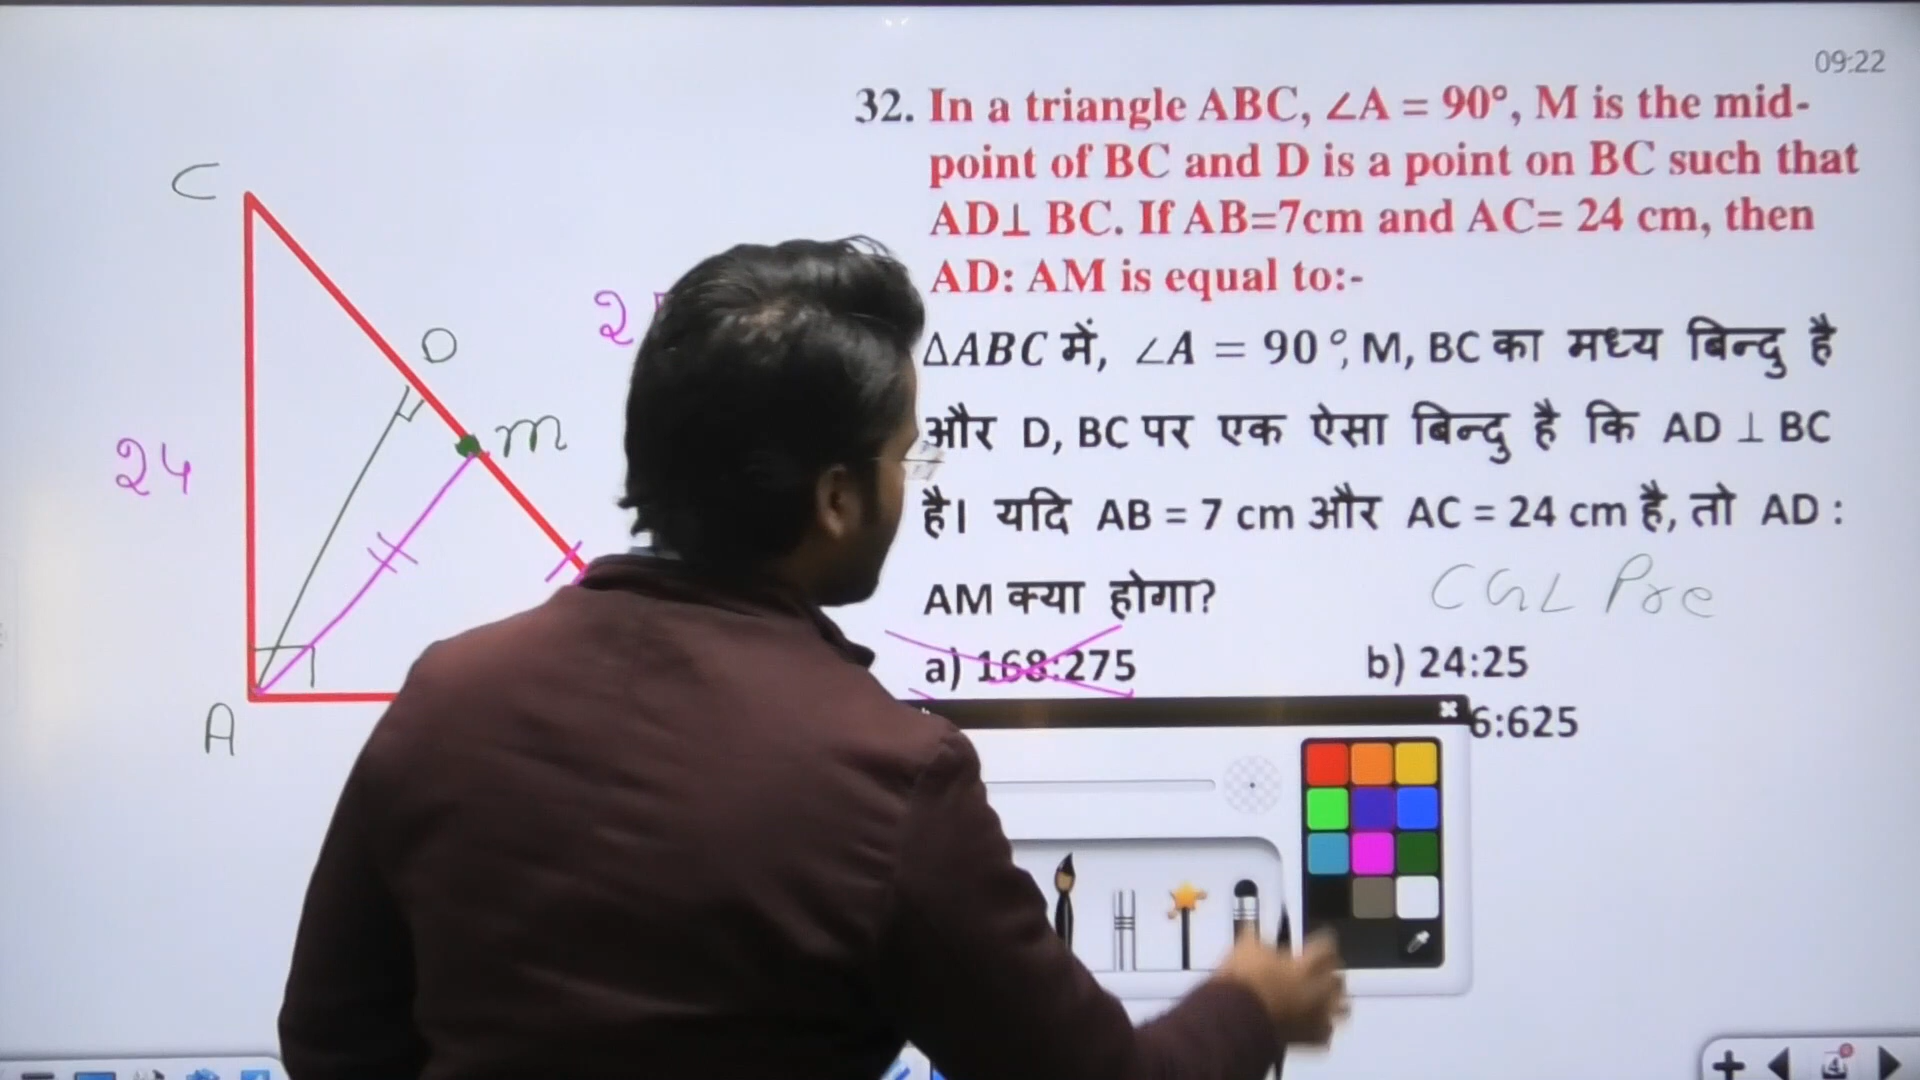 09:22
32. In a triangle ABC, ∠A = 90°, M is the mid-
point of BC and D is a point on BC such that
AD⊥ BC. If AB=7cm and AC= 24 cm, then
AD: AM is equal to:-
ΔABC में, ∠A = 90°, M, BC का मध्य बिन्दु है
और D, BC पर एक ऐसा बिन्दु है कि AD ⊥ BC
है। यदि AB = 7 cm और AC = 24 cm है, तो AD :
AM क्या होगा?
CGL Pre
a) 168:275 b) 24:25
6:625
C
D
m
24
2
A
4